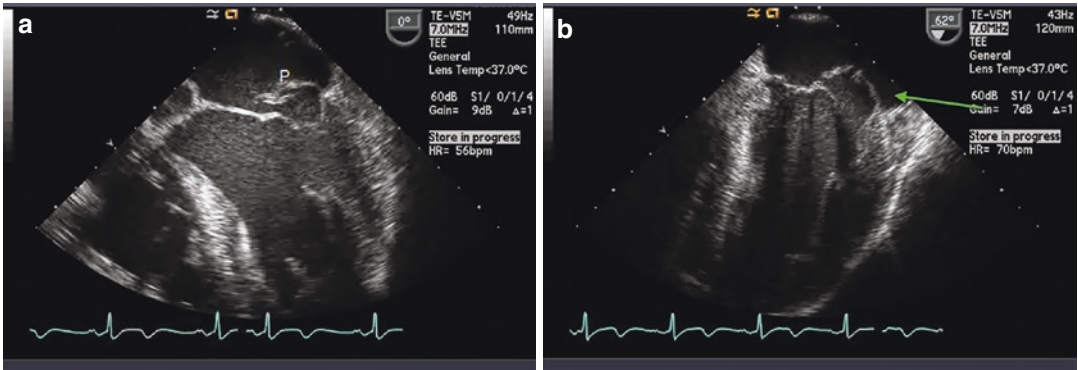 a
P
0°
TE-V5M 49Hz
7.0MHz 110mm
TEE
General
Lens Temp<37.0°C
60dB S1/ 0/1/4
Gain= 9dB Δ=1
Store in progress
HR= 56bpm
b
62°
TE-V5M 43Hz
7.0MHz 120mm
TEE
General
Lens Temp<37.0°C
60dB S1/ 0/1/4
Gain= 7dB Δ=1
Store in progress
HR= 70bpm